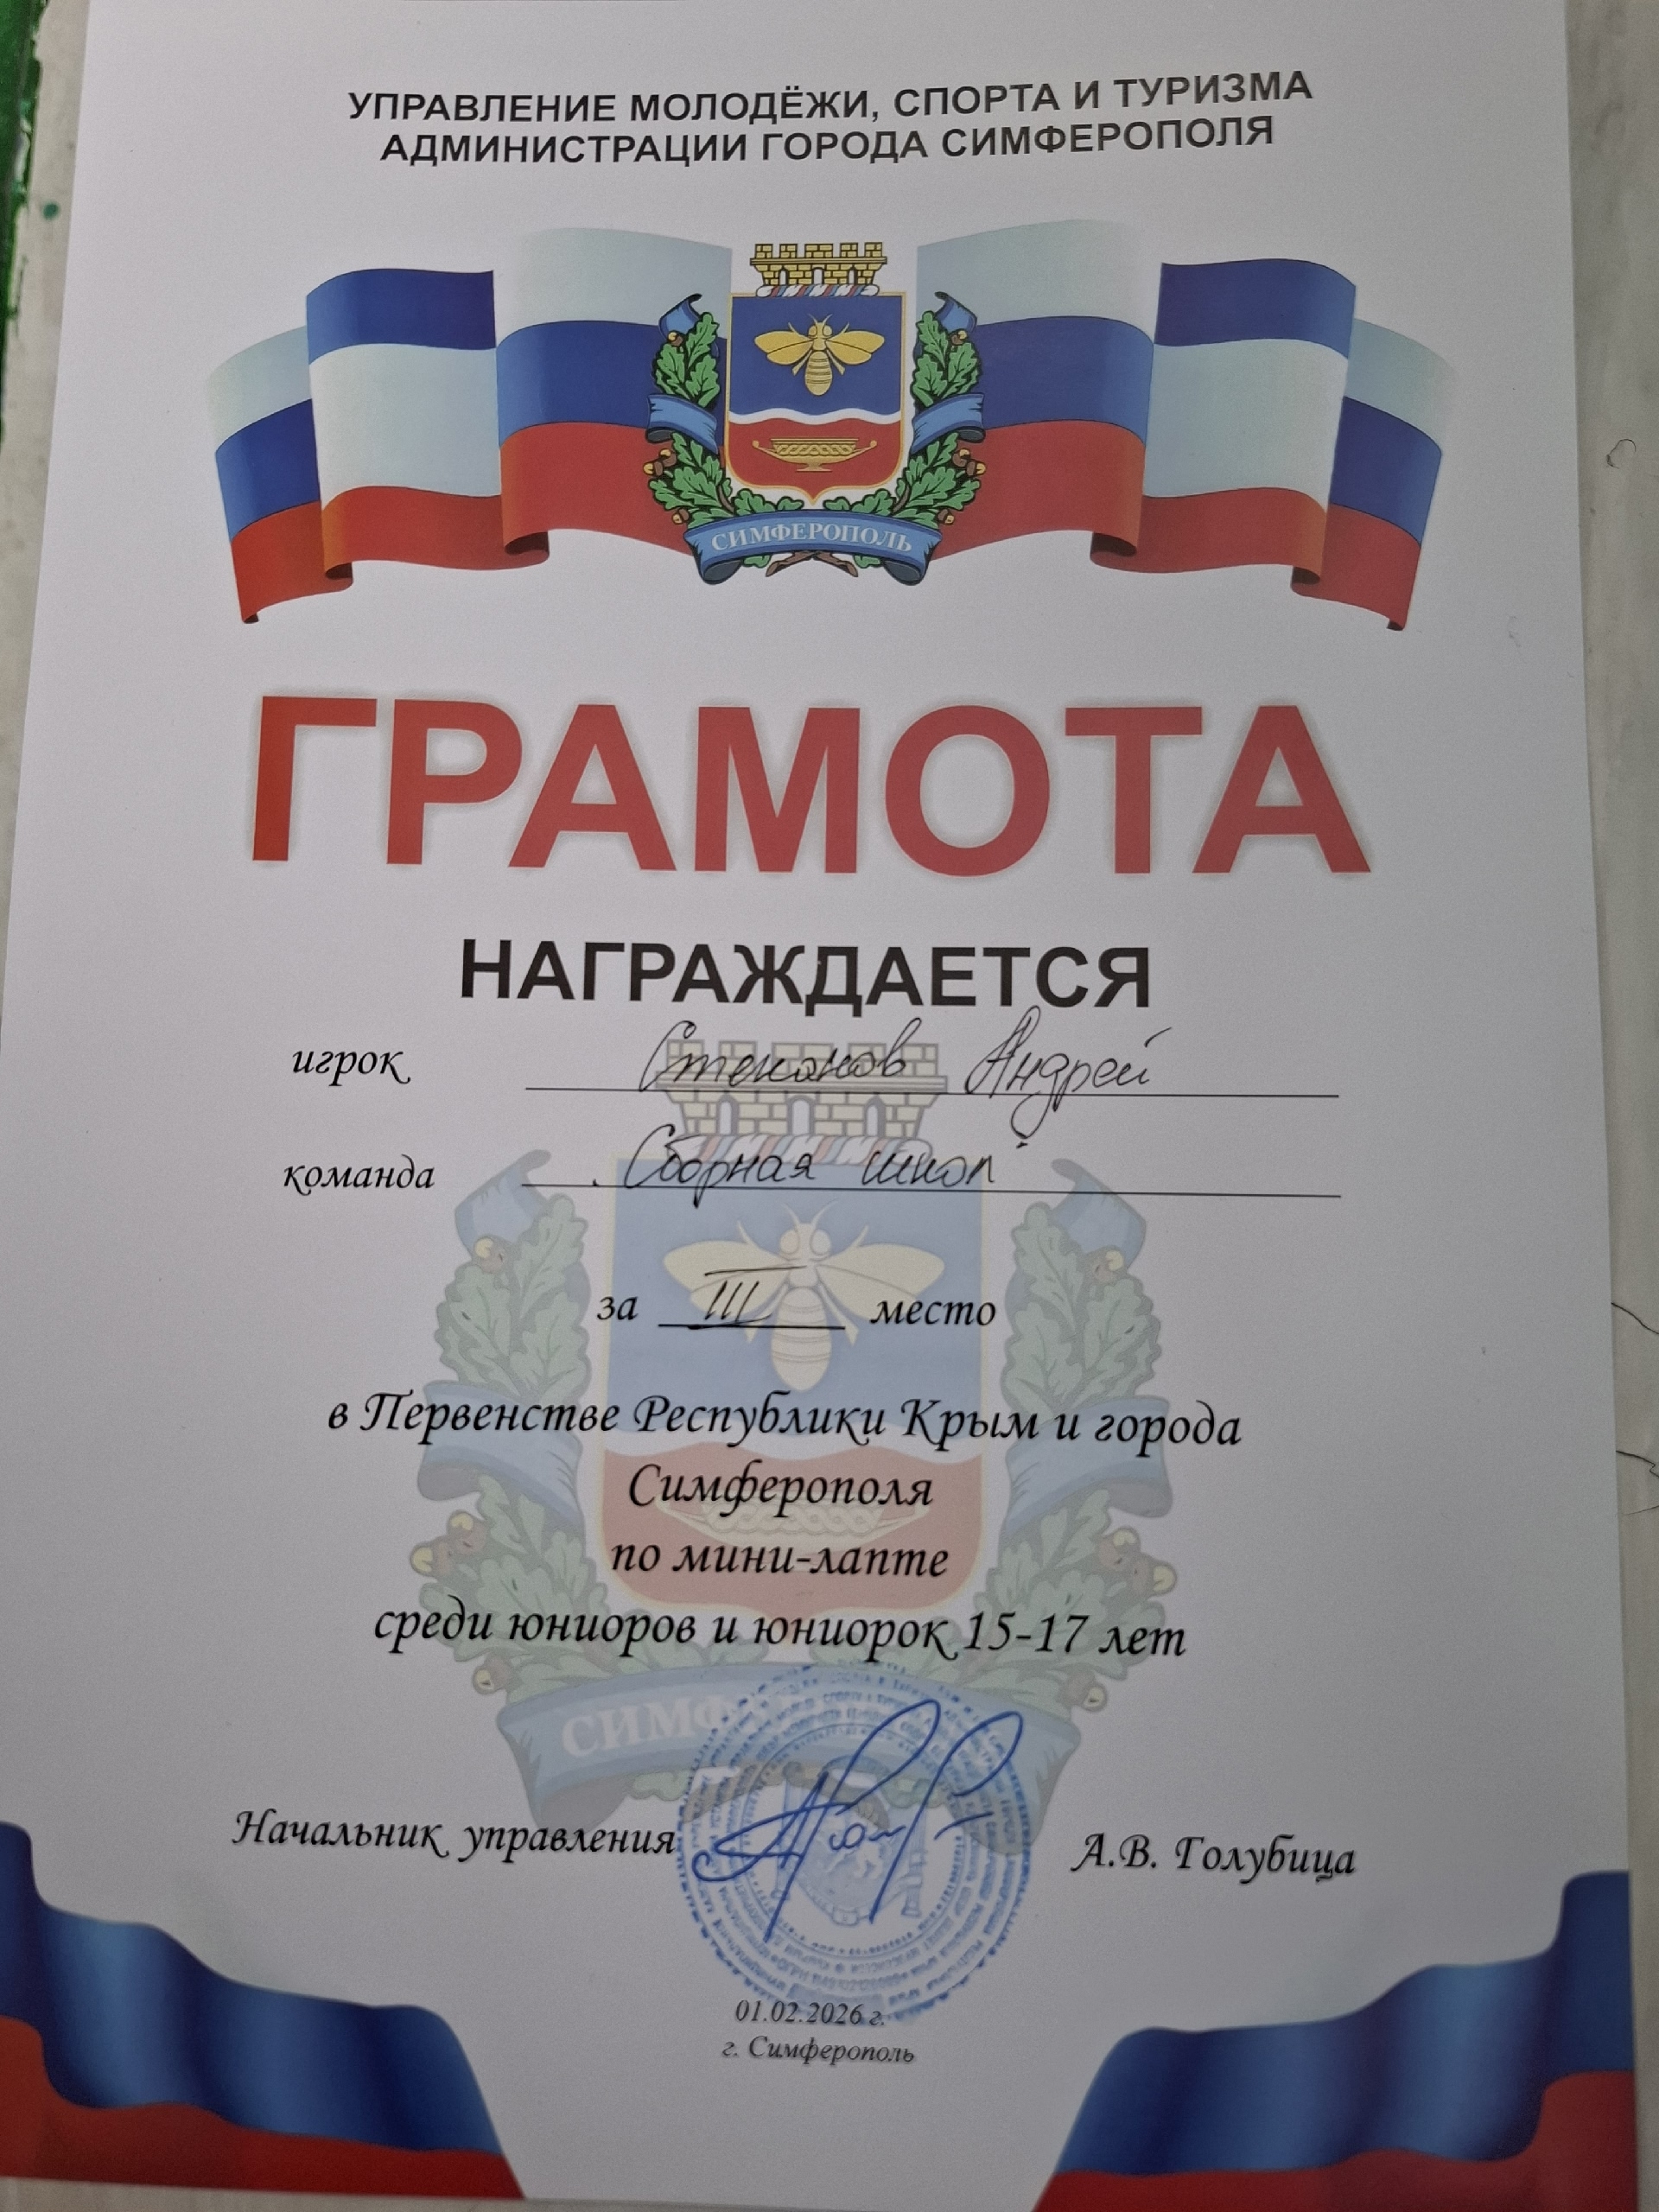 УПРАВЛЕНИЕ МОЛОДЁЖИ, СПОРТА И ТУРИЗМА
АДМИНИСТРАЦИИ ГОРОДА СИМФЕРОПОЛЯ
СИМФЕРОПОЛЬ
ГРАМОТА
НАГРАЖДАЕТСЯ
игрок Андрей
команда Сборная школ
за III место
в Первенстве Республики Крым и города
Симферополя
по мини-лапте
среди юниоров и юниорок 15-17 лет
Начальник управления А.В. Голубица
01.02.2026 г.
г. Симферополь